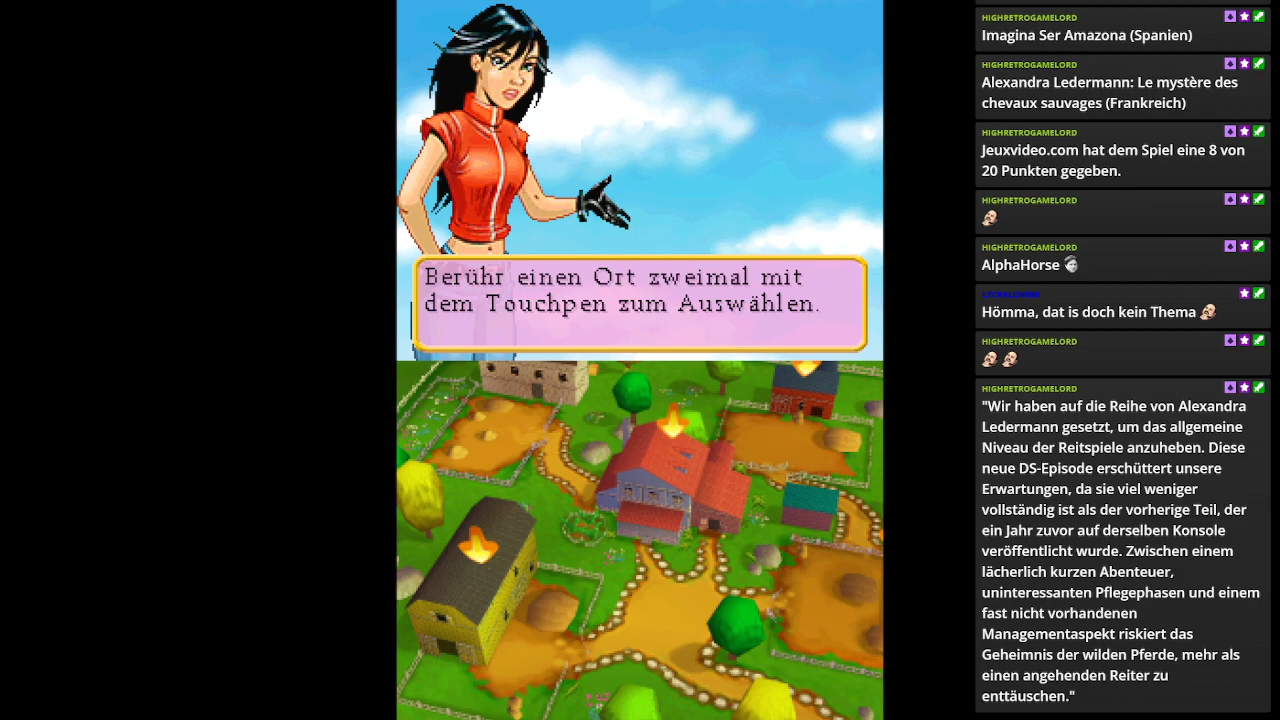 Berühr einen Ort zweimal mit
dem Touchpen zum Auswählen.
HIGHRETROGAMELORD
Imagina Ser Amazona (Spanien)
HIGHRETROGAMELORD
Alexandra Ledermann: Le mystère des
chevaux sauvages (Frankreich)
HIGHRETROGAMELORD
Jeuxvideo.com hat dem Spiel eine 8 von
20 Punkten gegeben.
HIGHRETROGAMELORD
HIGHRETROGAMELORD
AlphaHorse
Hömma, dat is doch kein Thema
HIGHRETROGAMELORD
HIGHRETROGAMELORD
"Wir haben auf die Reihe von Alexandra
Ledermann gesetzt, um das allgemeine
Niveau der Reitspiele anzuheben. Diese
neue DS-Episode erschüttert unsere
Erwartungen, da sie viel weniger
vollständig ist als der vorherige Teil, der
ein Jahr zuvor auf derselben Konsole
veröffentlicht wurde. Zwischen einem
lächerlich kurzen Abenteuer,
uninteressanten Pflegephasen und einem
fast nicht vorhandenen
Managementaspekt riskiert das
Geheimnis der wilden Pferde, mehr als
einen angehenden Reiter zu
enttäuschen."